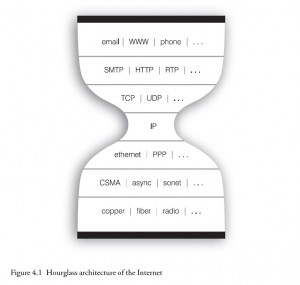 email | WWW | phone | ...
SMTP | HTTP | RTP | ...
TCP | UDP | ...
IP
ethernet | PPP | ...
CSMA | async | sonet | ...
copper | fiber | radio | ...
Figure 4.1 Hourglass architecture of the Internet